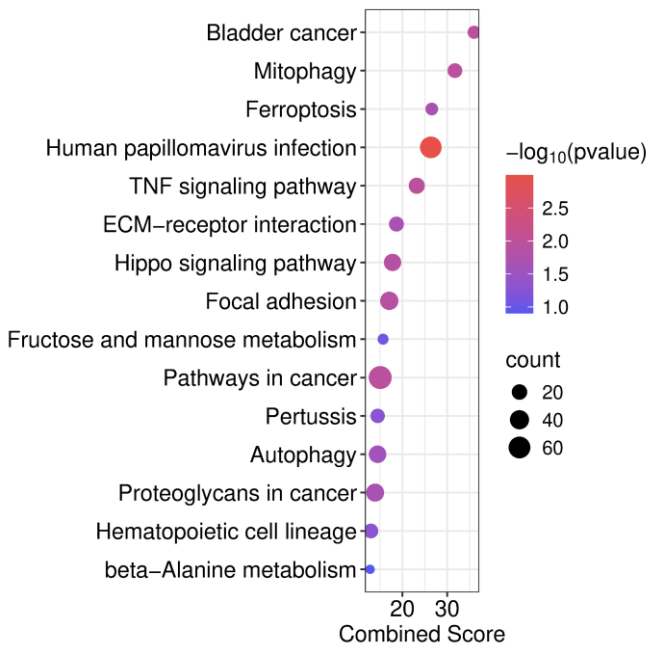 Bladder cancer
Mitophagy
Ferroptosis
Human papillomavirus infection
TNF signaling pathway
ECM−receptor interaction
Hippo signaling pathway
Focal adhesion
Fructose and mannose metabolism
Pathways in cancer
Pertussis
Autophagy
Proteoglycans in cancer
Hematopoietic cell lineage
beta−Alanine metabolism
20 30
Combined Score
−log₁₀(pvalue)
2.5
2.0
1.5
1.0
count
20
40
60